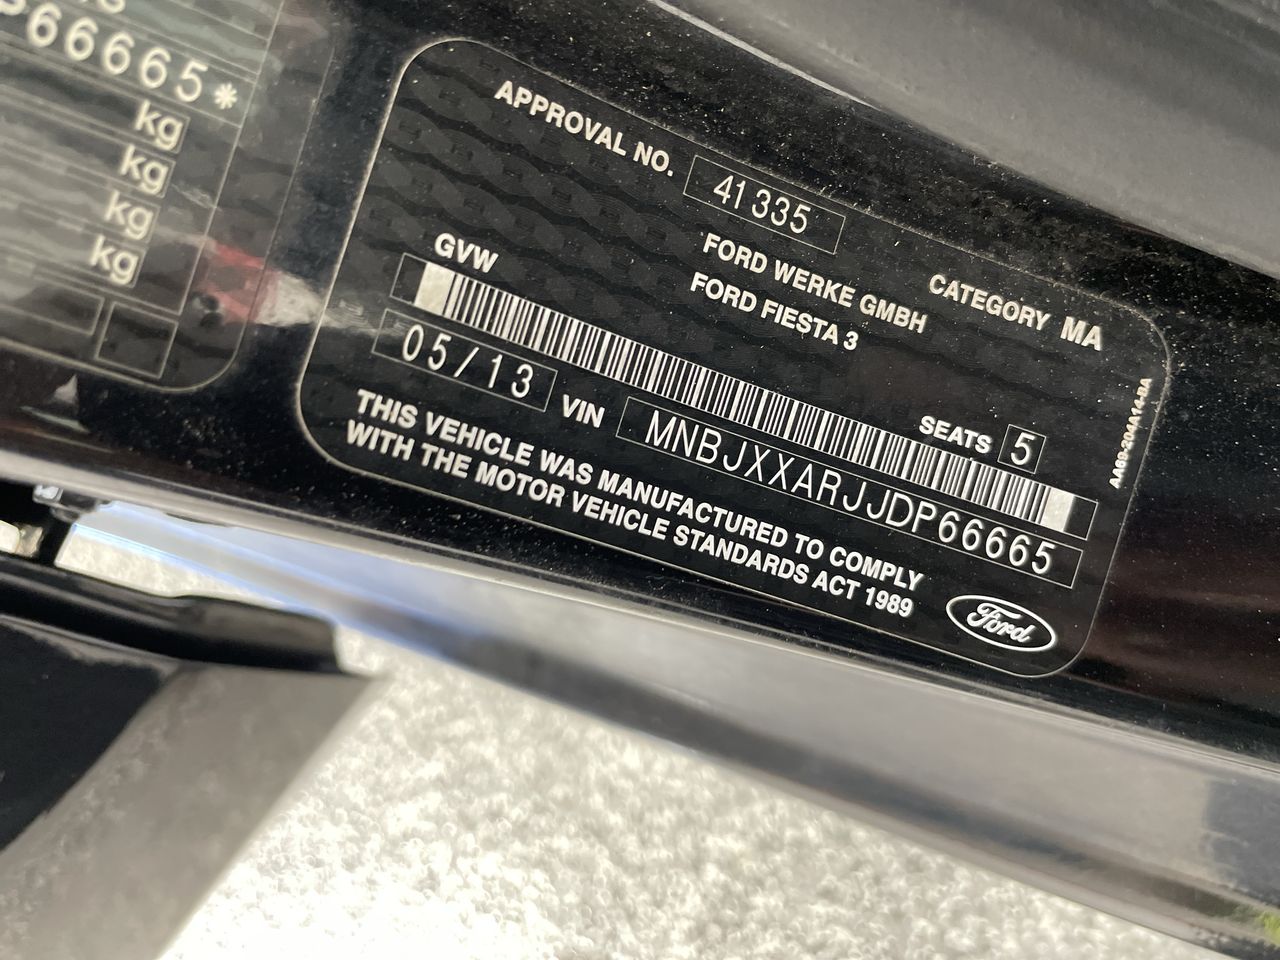 P66665*
kg
kg
kg
kg
APPROVAL NO. 41335
FORD WERKE GMBH
CATEGORY MA
FORD FIESTA 3
GVW
SEATS 5
05/13 VIN MNBJXXARJJDP66665
THIS VEHICLE WAS MANUFACTURED TO COMPLY
WITH THE MOTOR VEHICLE STANDARDS ACT 1989
Ford